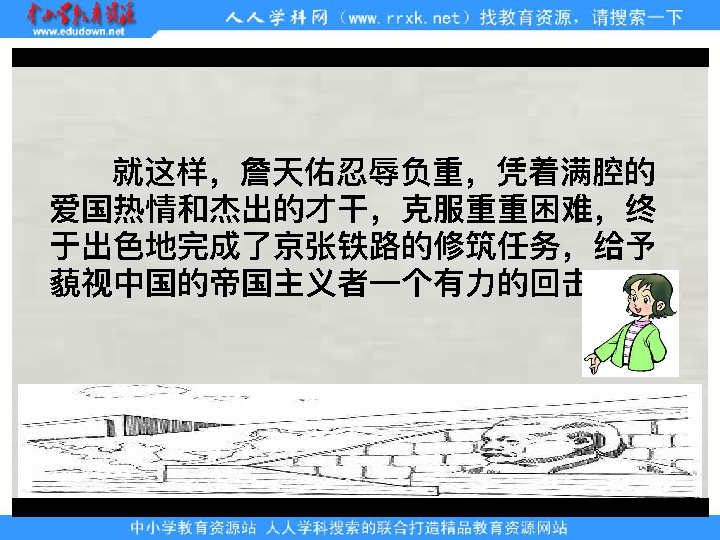 中小学教育资源
www.edudown.net
人人学科网（www.rrxk.net）找教育资源，请搜索一下
就这样，詹天佑忍辱负重，凭着满腔的
爱国热情和杰出的才干，克服重重困难，终
于出色地完成了京张铁路的修筑任务，给予
藐视中国的帝国主义者一个有力的回击
中小学教育资源站 人人学科搜索的联合打造精品教育资源网站